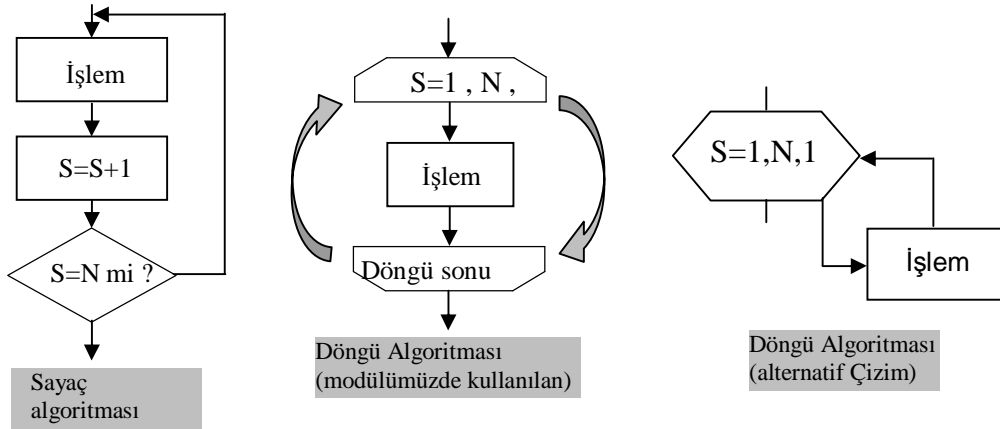 İşlem
S=S+1
S=N mi ?
Sayaç
algoritması
S=1 , N ,
İşlem
Döngü sonu
Döngü Algoritması
(modülümüzde kullanılan)
S=1,N,1
İşlem
Döngü Algoritması
(alternatif Çizim)